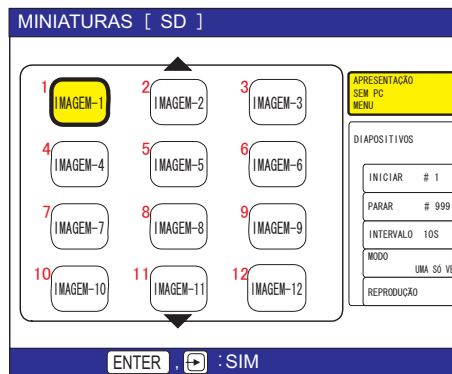 MINIATURAS [ SD ]
1 IMAGEM-1
2 IMAGEM-2
3 IMAGEM-3
4 IMAGEM-4
5 IMAGEM-5
6 IMAGEM-6
7 IMAGEM-7
8 IMAGEM-8
9 IMAGEM-9
10 IMAGEM-10
11 IMAGEM-11
12 IMAGEM-12
APRESENTAÇÃO
SEM PC
MENU
DIAPOSITIVOS
INICIAR # 1
PARAR # 999
INTERVALO 10S
MODO
UMA SÓ VE
REPRODUÇÃO
ENTER , :SIM